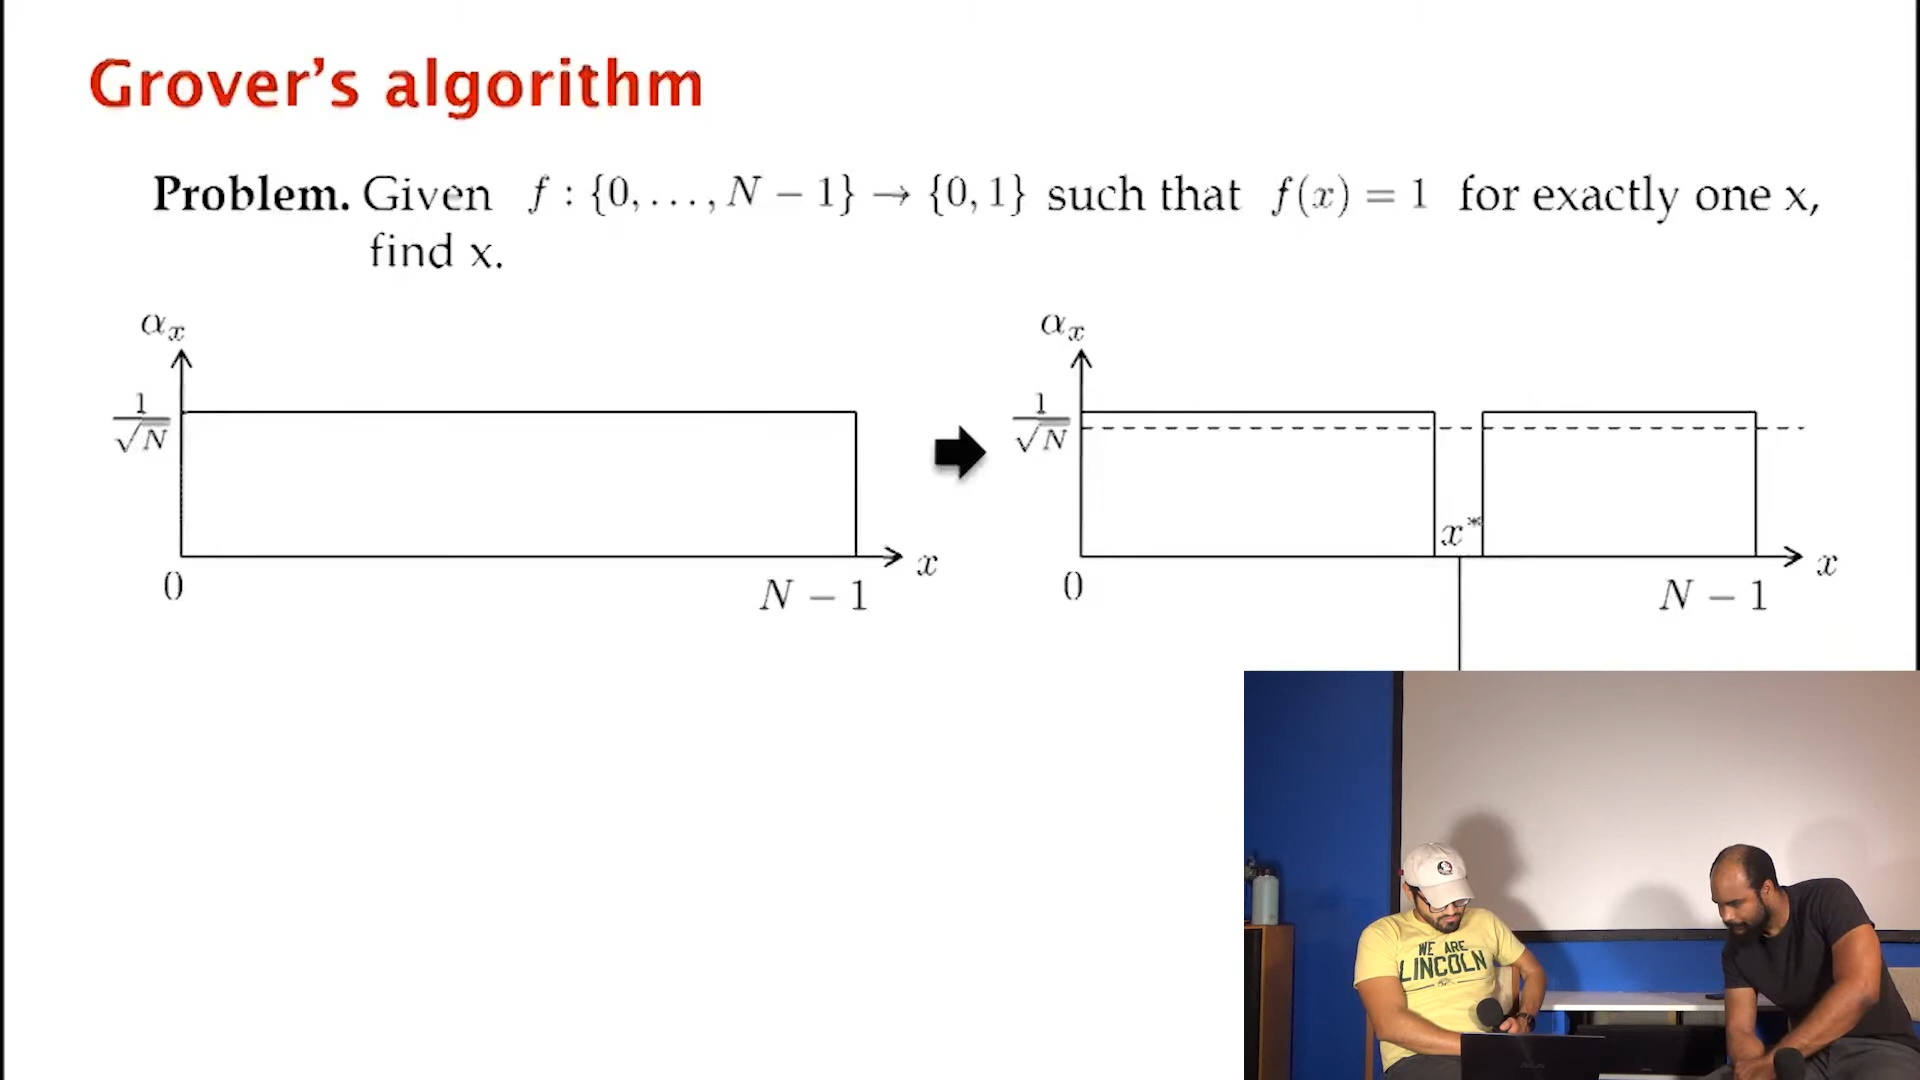 Grover's algorithm
Problem. Given f : {0, . . . , N − 1} → {0, 1} such that f(x) = 1 for exactly one x,
find x.
αₓ
1
√N
0
N − 1
x
αₓ
1
√N
x*
0
N − 1
x
WE ARE
LINCOLN